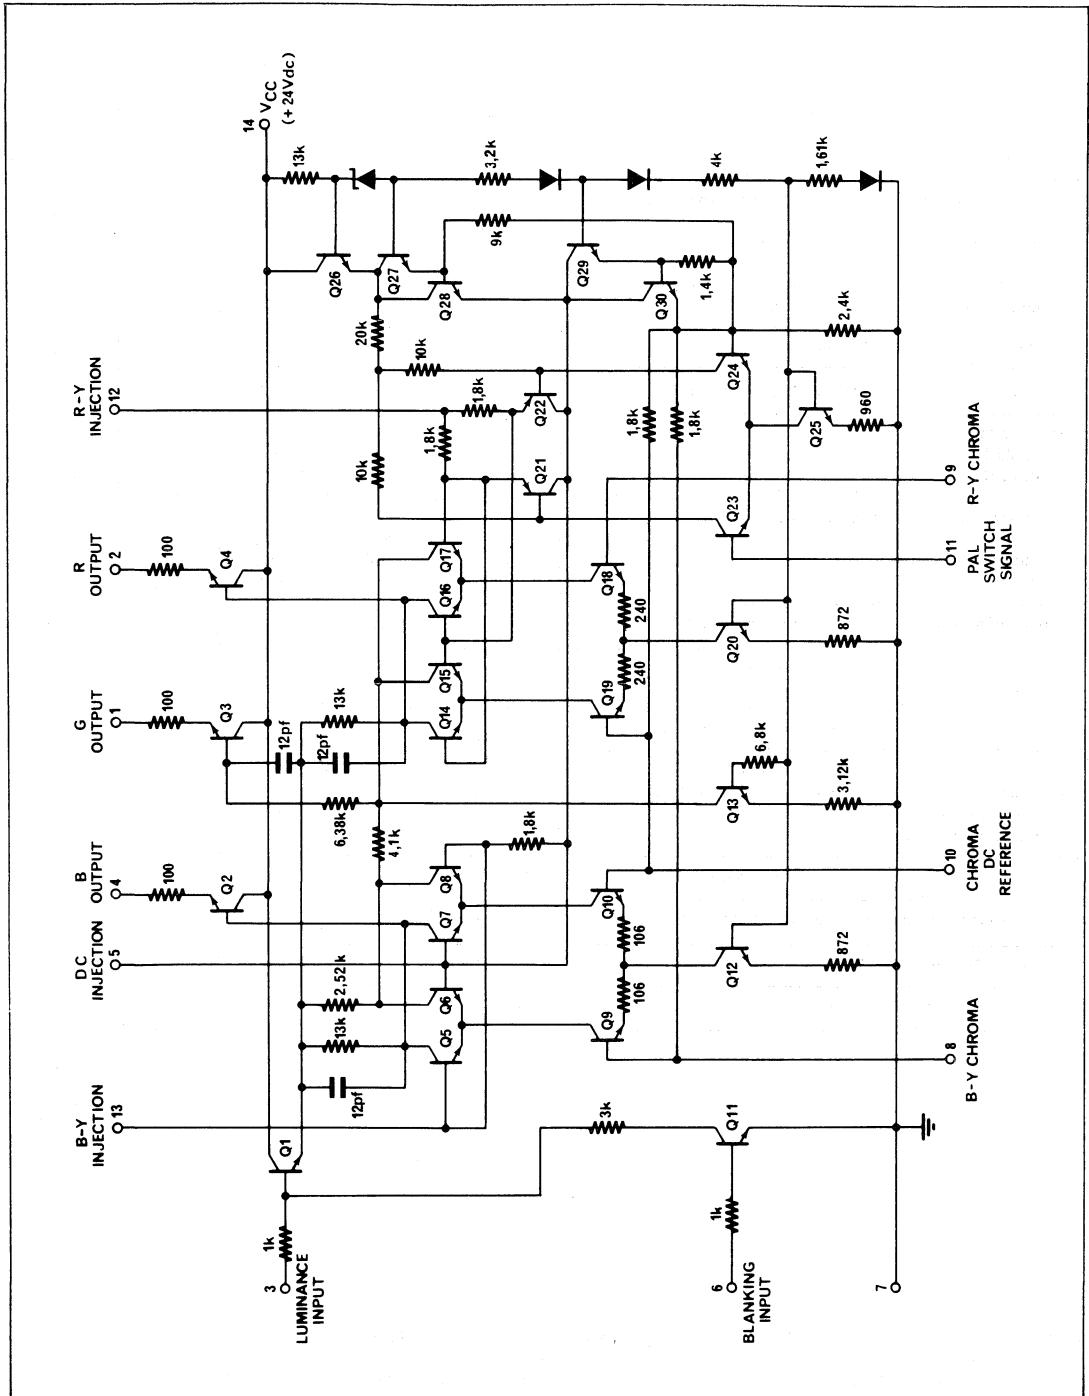 R-Y
INJECTION
12
R
OUTPUT
2
G
OUTPUT
1
B
OUTPUT
4
DC
INJECTION
5
B-Y
INJECTION
13
14
VCC
(+24Vdc)
100
100
100
Q4
Q3
Q2
Q1
1k
3
LUMINANCE
INPUT
13k
Q26
Q27
Q28
20k
10k
10k
1,8k
1,8k
3,2k
9k
Q29
Q30
1,4k
4k
1,61k
12pf
12pf
13k
6,38k
4,1k
2,52k
13k
12pf
Q5
Q6
Q7
Q8
1,8k
Q14
Q15
Q16
Q17
Q21
Q22
Q18
Q19
240
240
1,8k
1,8k
Q24
2,4k
Q25
960
Q23
Q20
872
6,8k
Q13
3,12k
Q10
Q9
106
106
Q12
872
3k
Q11
1k
6
BLANKING
INPUT
7
8
B-Y CHROMA
10
CHROMA
DC
REFERENCE
11
PAL
SWITCH
SIGNAL
9
R-Y CHROMA